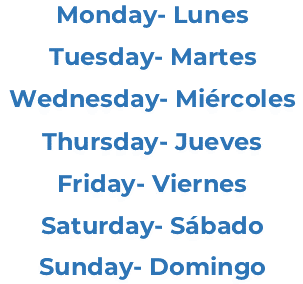 Monday- Lunes
Tuesday- Martes
Wednesday- Miércoles
Thursday- Jueves
Friday- Viernes
Saturday- Sábado
Sunday- Domingo